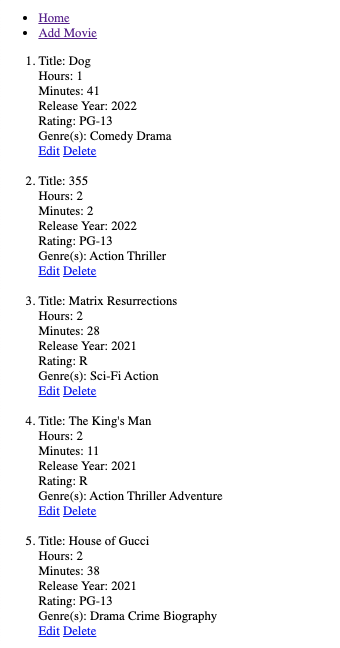 Home
Add Movie
1. Title: Dog
Hours: 1
Minutes: 41
Release Year: 2022
Rating: PG-13
Genre(s): Comedy Drama
Edit Delete
2. Title: 355
Hours: 2
Minutes: 2
Release Year: 2022
Rating: PG-13
Genre(s): Action Thriller
Edit Delete
3. Title: Matrix Resurrections
Hours: 2
Minutes: 28
Release Year: 2021
Rating: R
Genre(s): Sci-Fi Action
Edit Delete
4. Title: The King's Man
Hours: 2
Minutes: 11
Release Year: 2021
Rating: R
Genre(s): Action Thriller Adventure
Edit Delete
5. Title: House of Gucci
Hours: 2
Minutes: 38
Release Year: 2021
Rating: PG-13
Genre(s): Drama Crime Biography
Edit Delete